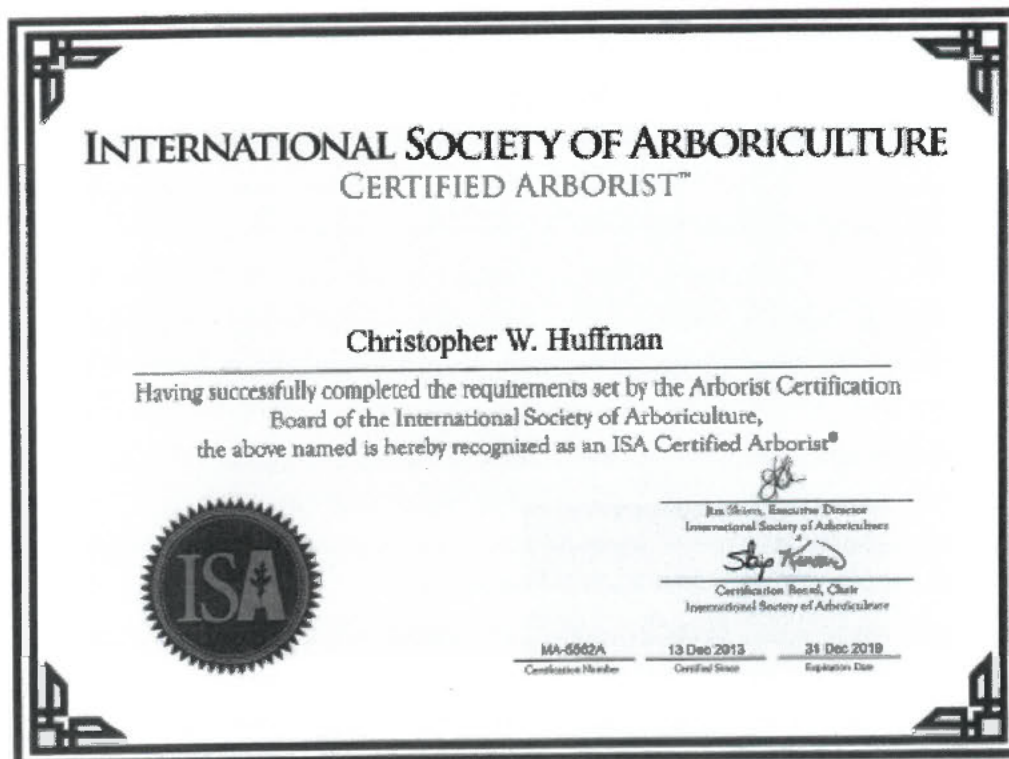 INTERNATIONAL SOCIETY OF ARBORICULTURE
CERTIFIED ARBORIST™
Christopher W. Huffman
Having successfully completed the requirements set by the Arborist Certification
Board of the International Society of Arboriculture,
the above named is hereby recognized as an ISA Certified Arborist®
Jim Skiera, Executive Director
International Society of Arboriculture
Skip
Certification Board, Chair
International Society of Arboriculture
ISA
13 Dec 2013
31 Dec 2019
Certification Number
Certified Since
Expiration Date